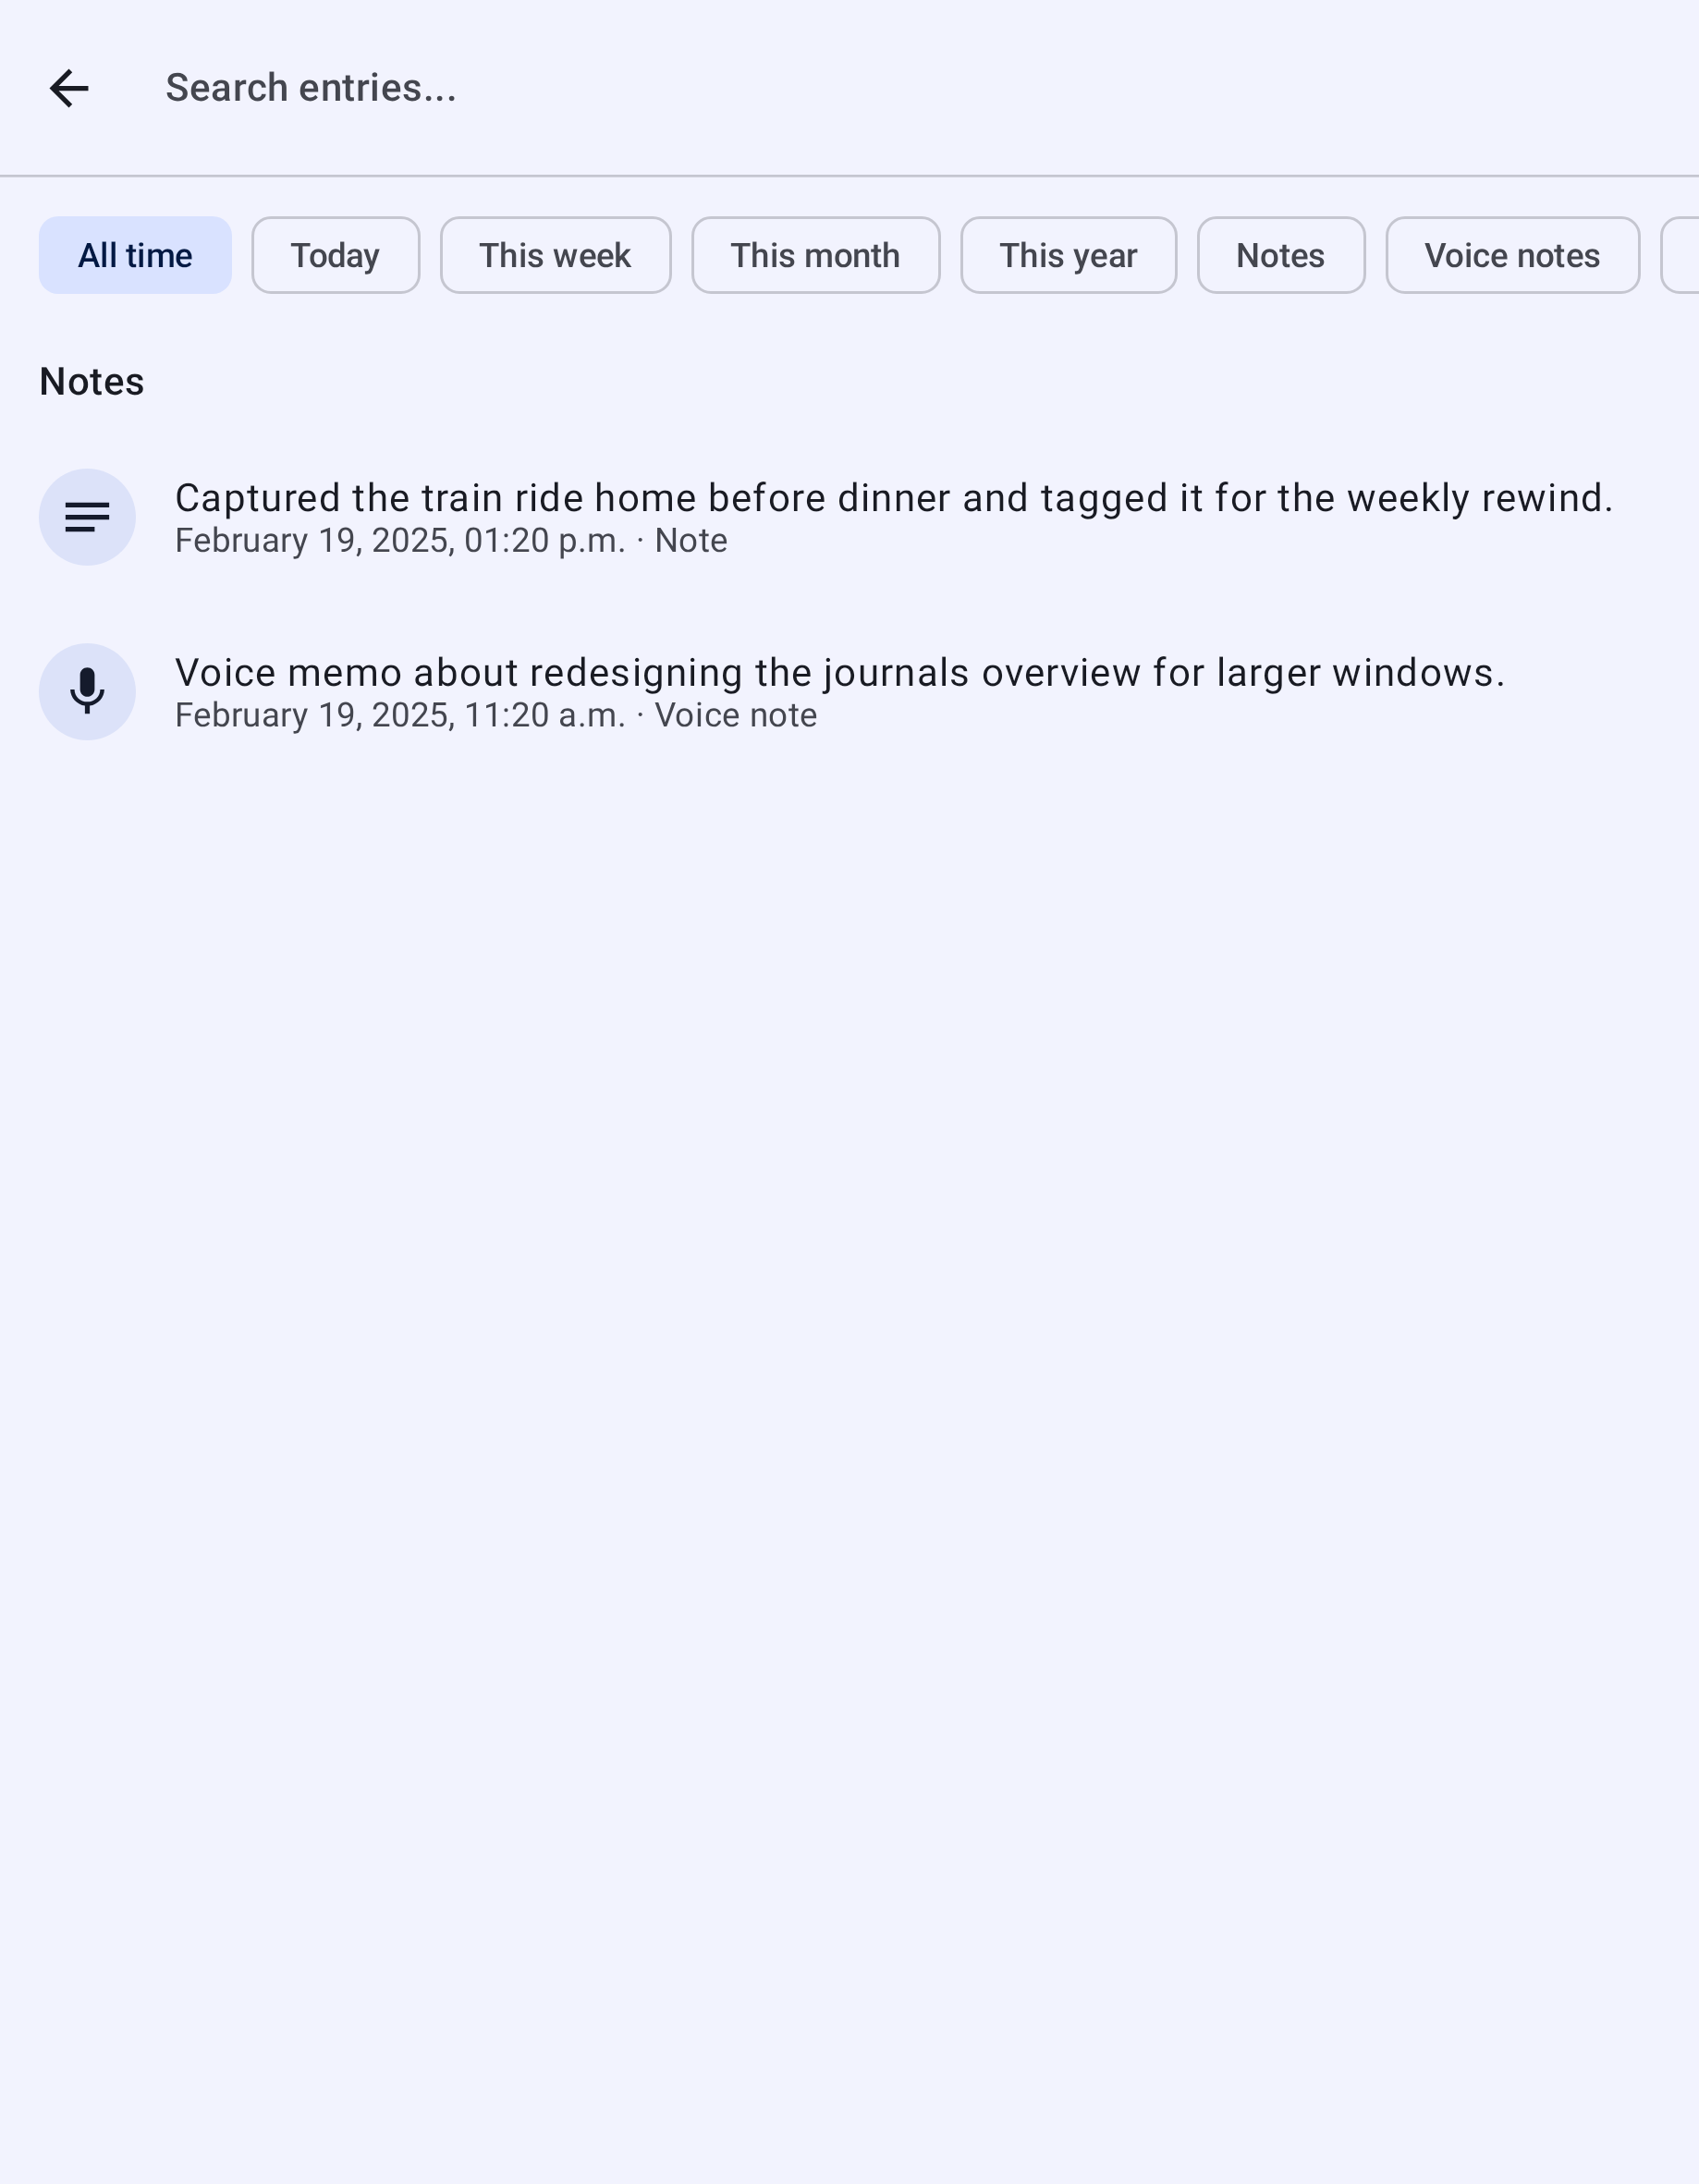 Search entries...
All time
Today
This week
This month
This year
Notes
Voice notes
Notes
Captured the train ride home before dinner and tagged it for the weekly rewind.
February 19, 2025, 01:20 p.m. · Note
Voice memo about redesigning the journals overview for larger windows.
February 19, 2025, 11:20 a.m. · Voice note